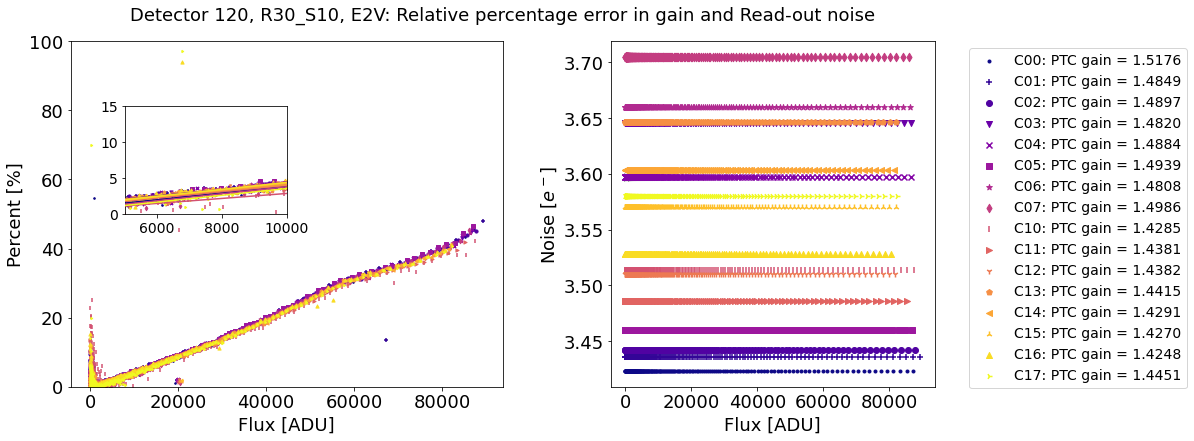 Detector 120, R30_S10, E2V: Relative percentage error in gain and Read-out noise
100
80
60
40
20
0
Percent [%]
15
10
5
0
6000 8000 10000
0 20000 40000 60000 80000
Flux [ADU]
3.70
3.65
3.60
3.55
3.50
3.45
Noise [e⁻]
0 20000 40000 60000 80000
Flux [ADU]
C00: PTC gain = 1.5176
C01: PTC gain = 1.4849
C02: PTC gain = 1.4897
C03: PTC gain = 1.4820
C04: PTC gain = 1.4884
C05: PTC gain = 1.4939
C06: PTC gain = 1.4808
C07: PTC gain = 1.4986
C10: PTC gain = 1.4285
C11: PTC gain = 1.4381
C12: PTC gain = 1.4382
C13: PTC gain = 1.4415
C14: PTC gain = 1.4291
C15: PTC gain = 1.4270
C16: PTC gain = 1.4248
C17: PTC gain = 1.4451